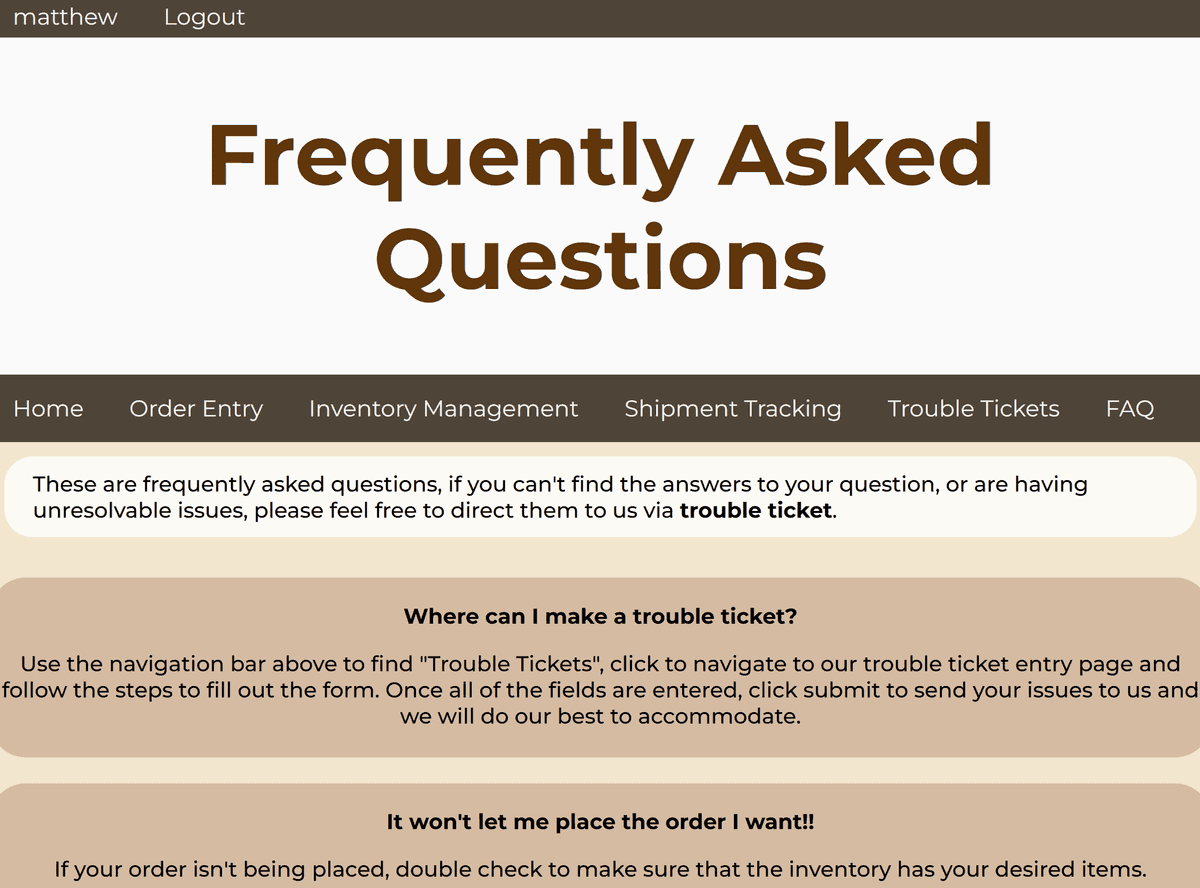 matthew Logout
Frequently Asked
Questions
Home Order Entry Inventory Management Shipment Tracking Trouble Tickets FAQ
These are frequently asked questions, if you can't find the answers to your question, or are having
unresolvable issues, please feel free to direct them to us via trouble ticket.
Where can I make a trouble ticket?
Use the navigation bar above to find "Trouble Tickets", click to navigate to our trouble ticket entry page and
follow the steps to fill out the form. Once all of the fields are entered, click submit to send your issues to us and
we will do our best to accommodate.
It won't let me place the order I want!!
If your order isn't being placed, double check to make sure that the inventory has your desired items.